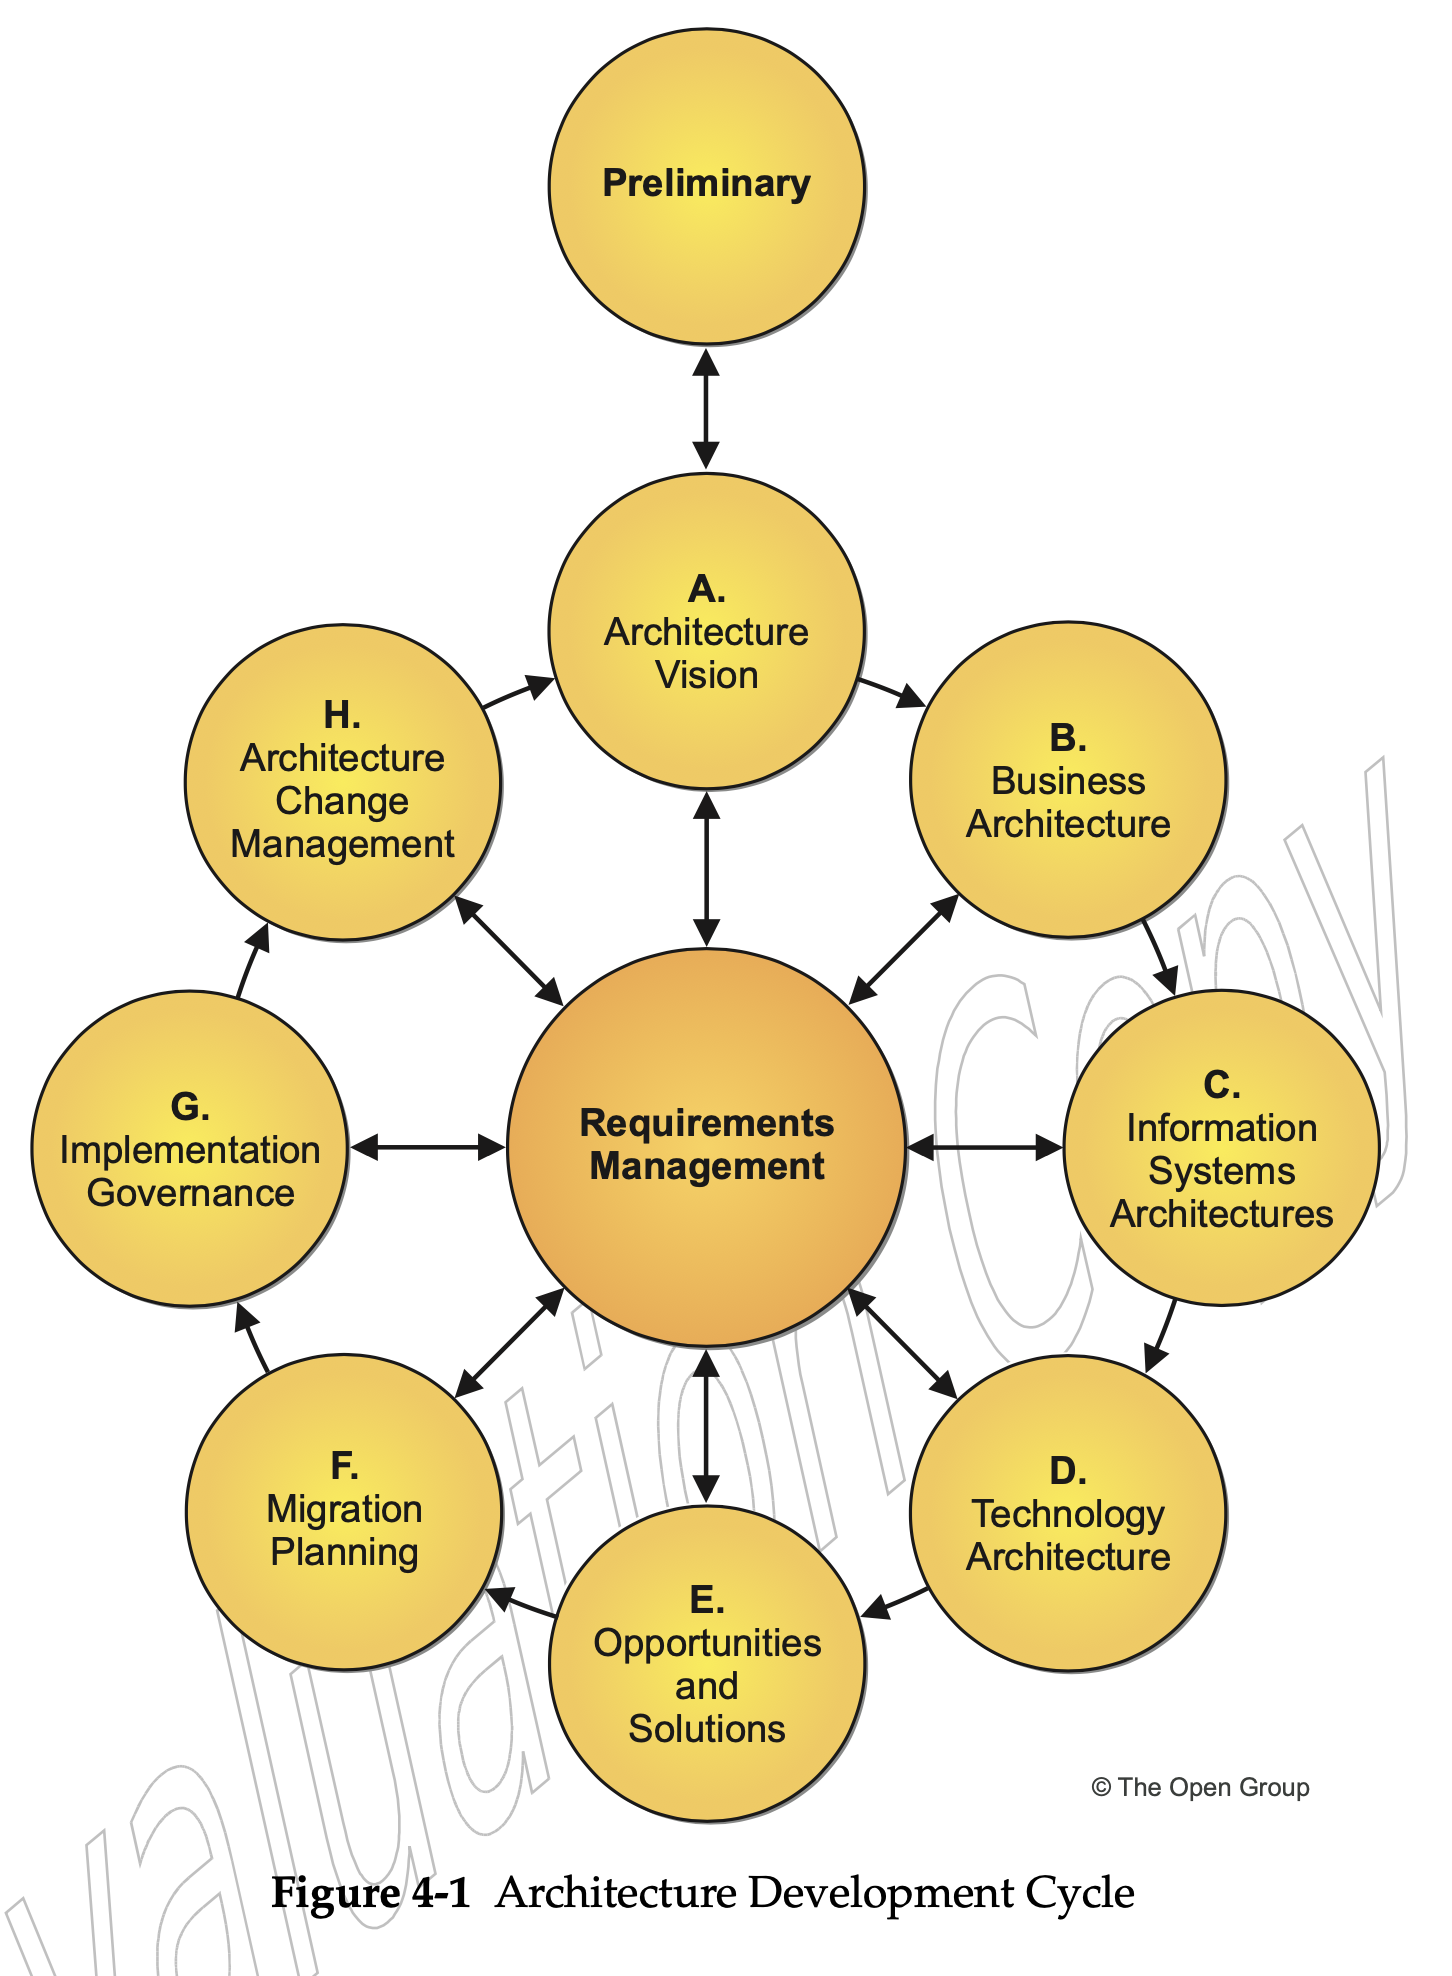 Preliminary
A.
Architecture
Vision
H.
Architecture
Change
Management
B.
Business
Architecture
G.
Implementation
Governance
Requirements
Management
C.
Information
Systems
Architectures
F.
Migration
Planning
D.
Technology
Architecture
E.
Opportunities
and
Solutions
© The Open Group
Figure 4-1 Architecture Development Cycle
valuation copy